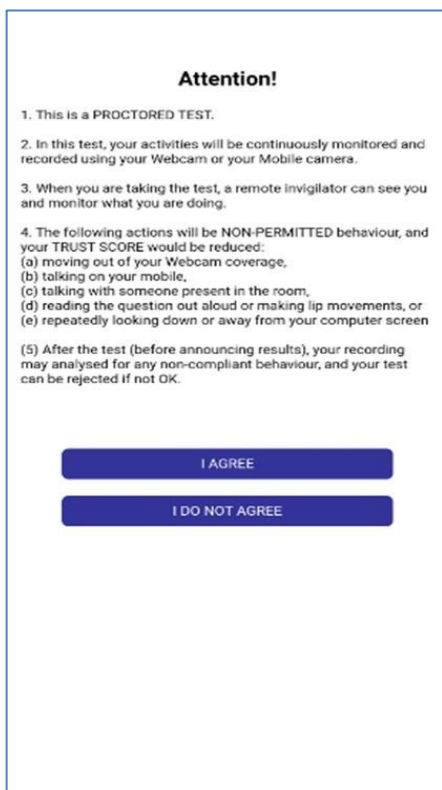 Attention!
1. This is a PROCTORED TEST.
2. In this test, your activities will be continuously monitored and
recorded using your Webcam or your Mobile camera.
3. When you are taking the test, a remote invigilator can see you
and monitor what you are doing.
4. The following actions will be NON-PERMITTED behaviour, and
your TRUST SCORE would be reduced:
(a) moving out of your Webcam coverage,
(b) talking on your mobile,
(c) talking with someone present in the room,
(d) reading the question out aloud or making lip movements, or
(e) repeatedly looking down or away from your computer screen
(5) After the test (before announcing results), your recording
may analysed for any non-compliant behaviour, and your test
can be rejected if not OK.
I AGREE
I DO NOT AGREE